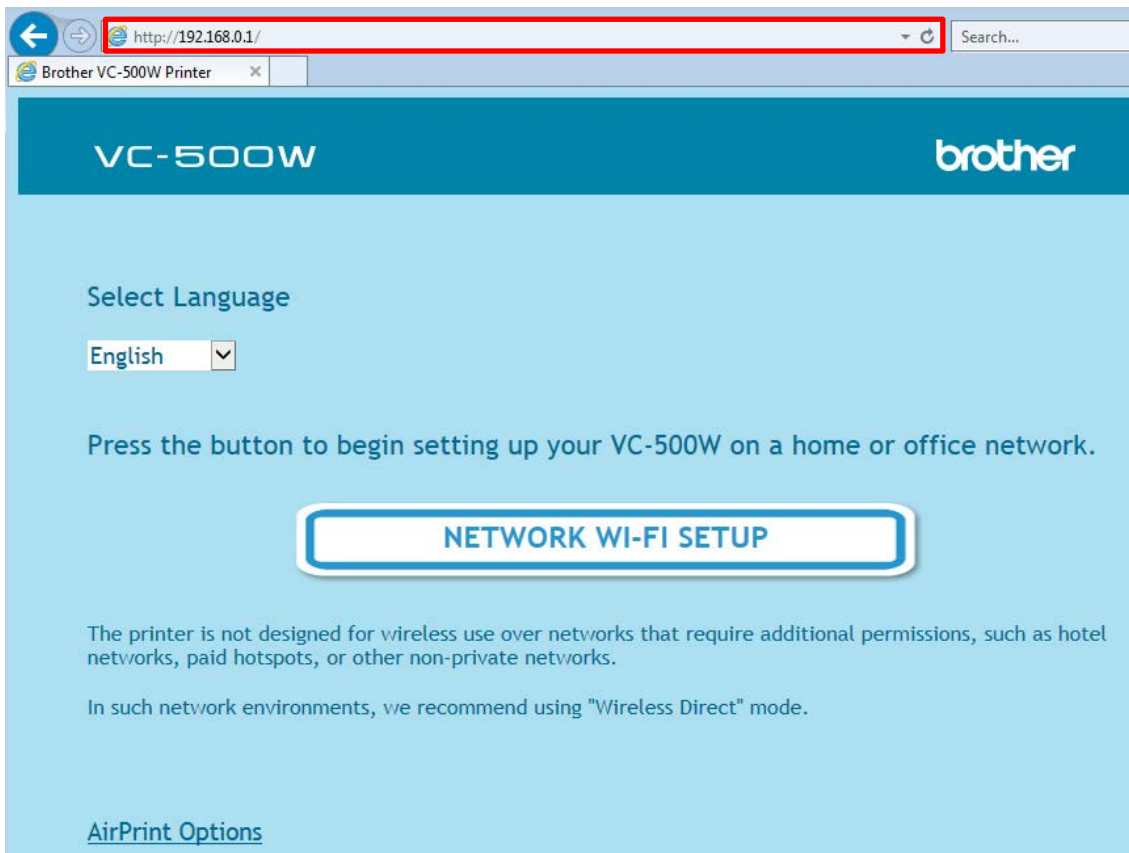 http://192.168.0.1/
Search...
Brother VC-500W Printer
VC-500W
brother
Select Language
English
Press the button to begin setting up your VC-500W on a home or office network.
NETWORK WI-FI SETUP
The printer is not designed for wireless use over networks that require additional permissions, such as hotel
networks, paid hotspots, or other non-private networks.
In such network environments, we recommend using "Wireless Direct" mode.
AirPrint Options